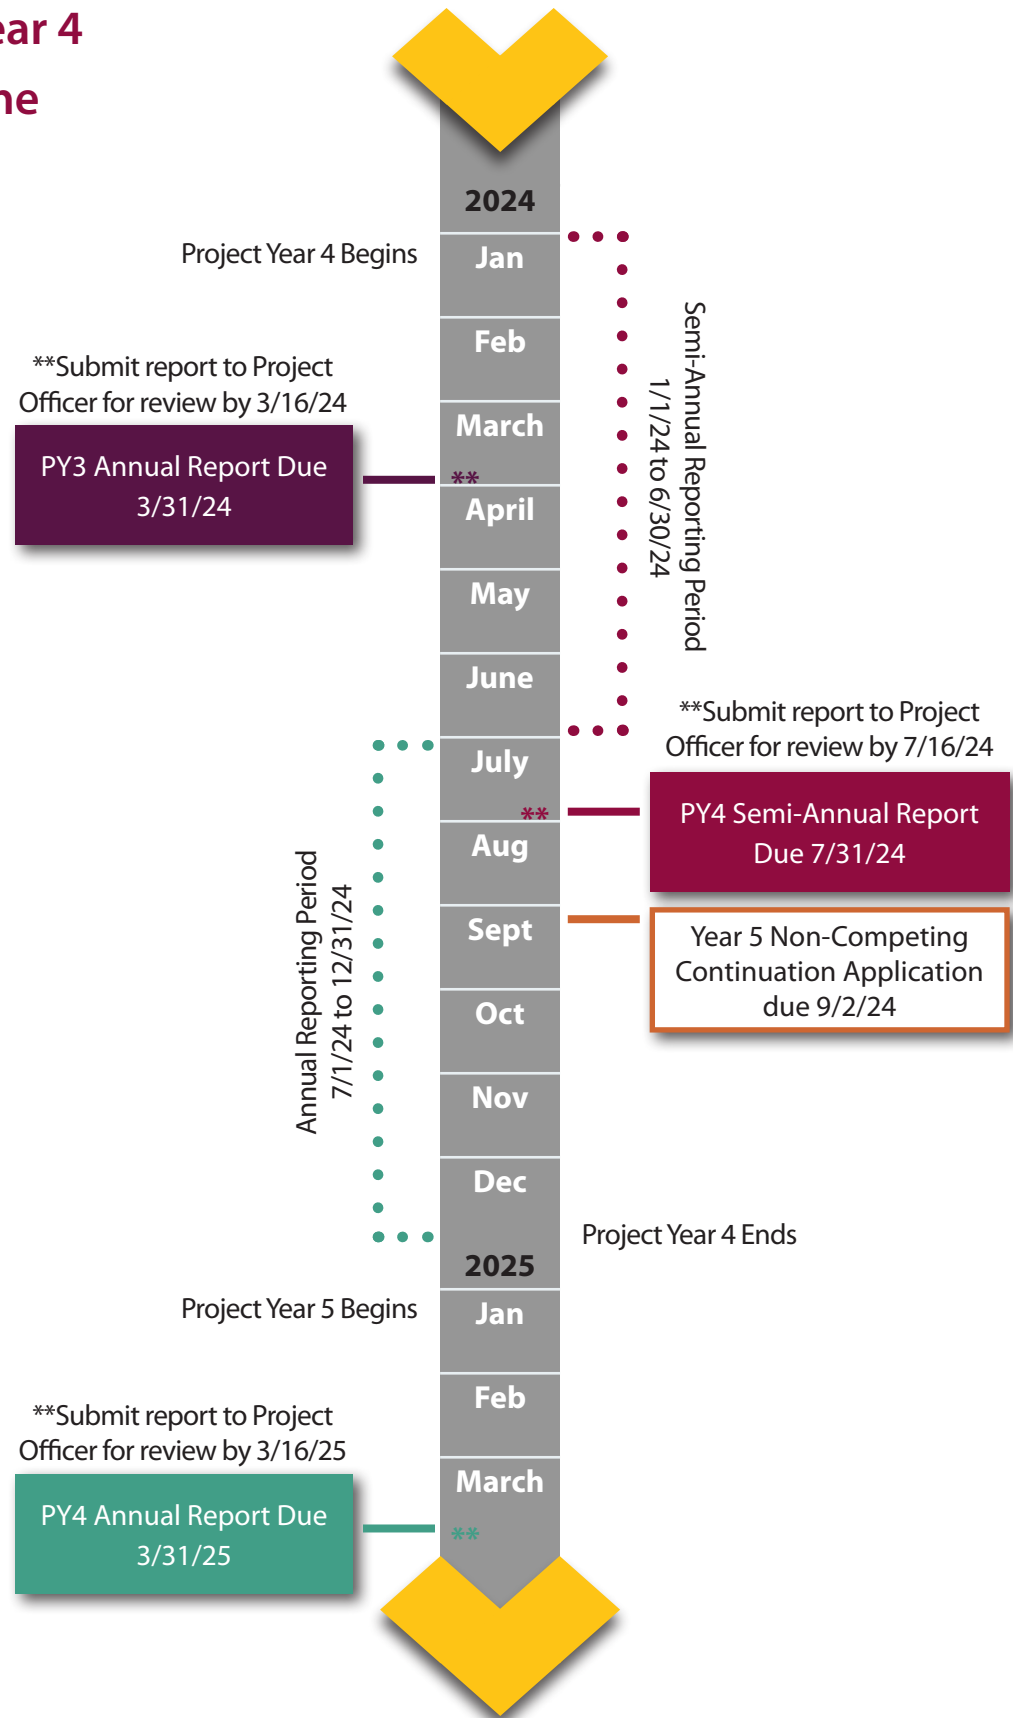 ear 4
ne
2024
Project Year 4 Begins
Jan
Feb
**Submit report to Project
Officer for review by 3/16/24
PY3 Annual Report Due
3/31/24
March
**
Semi-Annual Reporting Period
1/1/24 to 6/30/24
April
May
June
**Submit report to Project
Officer for review by 7/16/24
July
**
PY4 Semi-Annual Report
Due 7/31/24
Aug
Annual Reporting Period
7/1/24 to 12/31/24
Sept
Year 5 Non-Competing
Continuation Application
due 9/2/24
Oct
Nov
Dec
Project Year 4 Ends
2025
Project Year 5 Begins
Jan
Feb
**Submit report to Project
Officer for review by 3/16/25
March
PY4 Annual Report Due
3/31/25
**